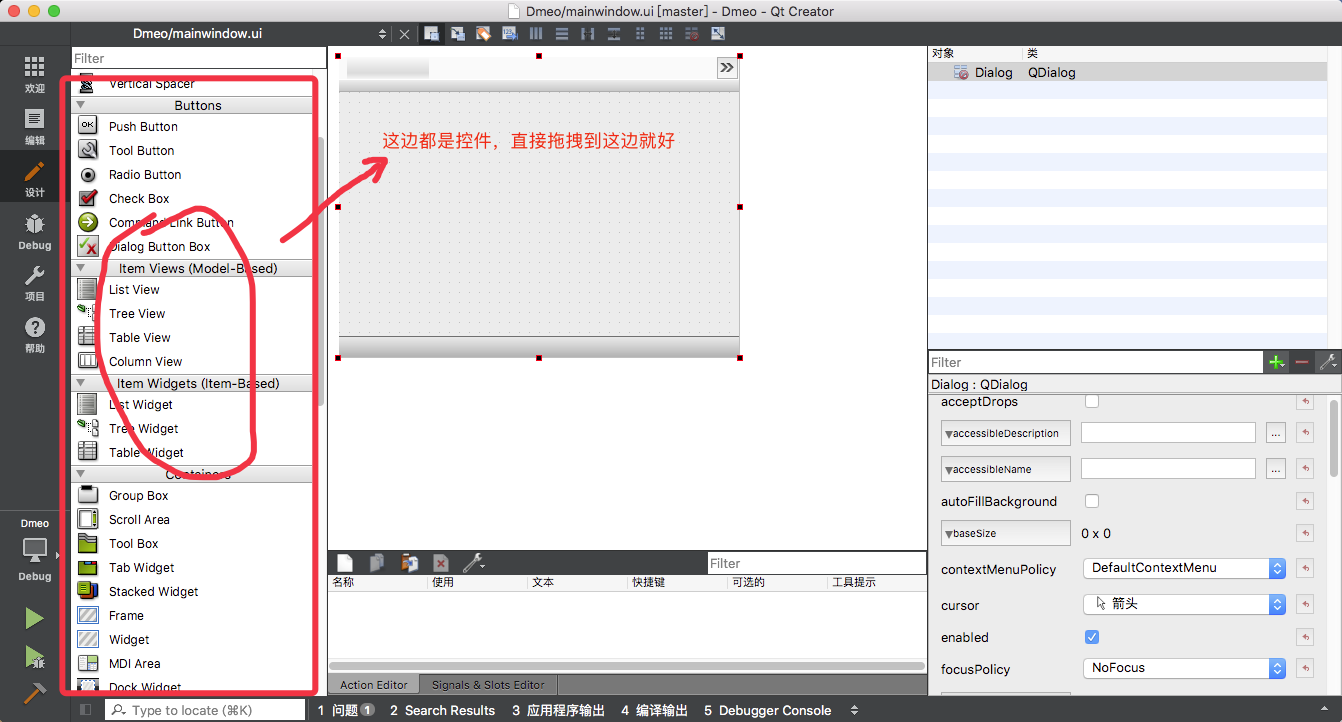 Dmeo/mainwindow.ui [master] - Dmeo - Qt Creator
Dmeo/mainwindow.ui
Filter
欢迎
编辑
设计
Debug
项目
帮助
Dmeo
Debug
Vertical Spacer
Buttons
Push Button
Tool Button
Radio Button
Check Box
Command Link Button
Dialog Button Box
Item Views (Model-Based)
List View
Tree View
Table View
Column View
Item Widgets (Item-Based)
List Widget
Tree Widget
Table Widget
Containers
Group Box
Scroll Area
Tool Box
Tab Widget
Stacked Widget
Frame
Widget
MDI Area
Dock Widget
这边都是控件，直接拖拽到这边就好
Filter
名称 使用 文本 快捷键 可选的 工具提示
Action Editor Signals & Slots Editor
对象 类
Dialog QDialog
Filter
Dialog : QDialog
acceptDrops
accessibleDescription ...
accessibleName ...
autoFillBackground
baseSize 0 x 0
contextMenuPolicy DefaultContextMenu
cursor 箭头
enabled
focusPolicy NoFocus
Type to locate (⌘K) 1 问题 1 2 Search Results 3 应用程序输出 4 编译输出 5 Debugger Console